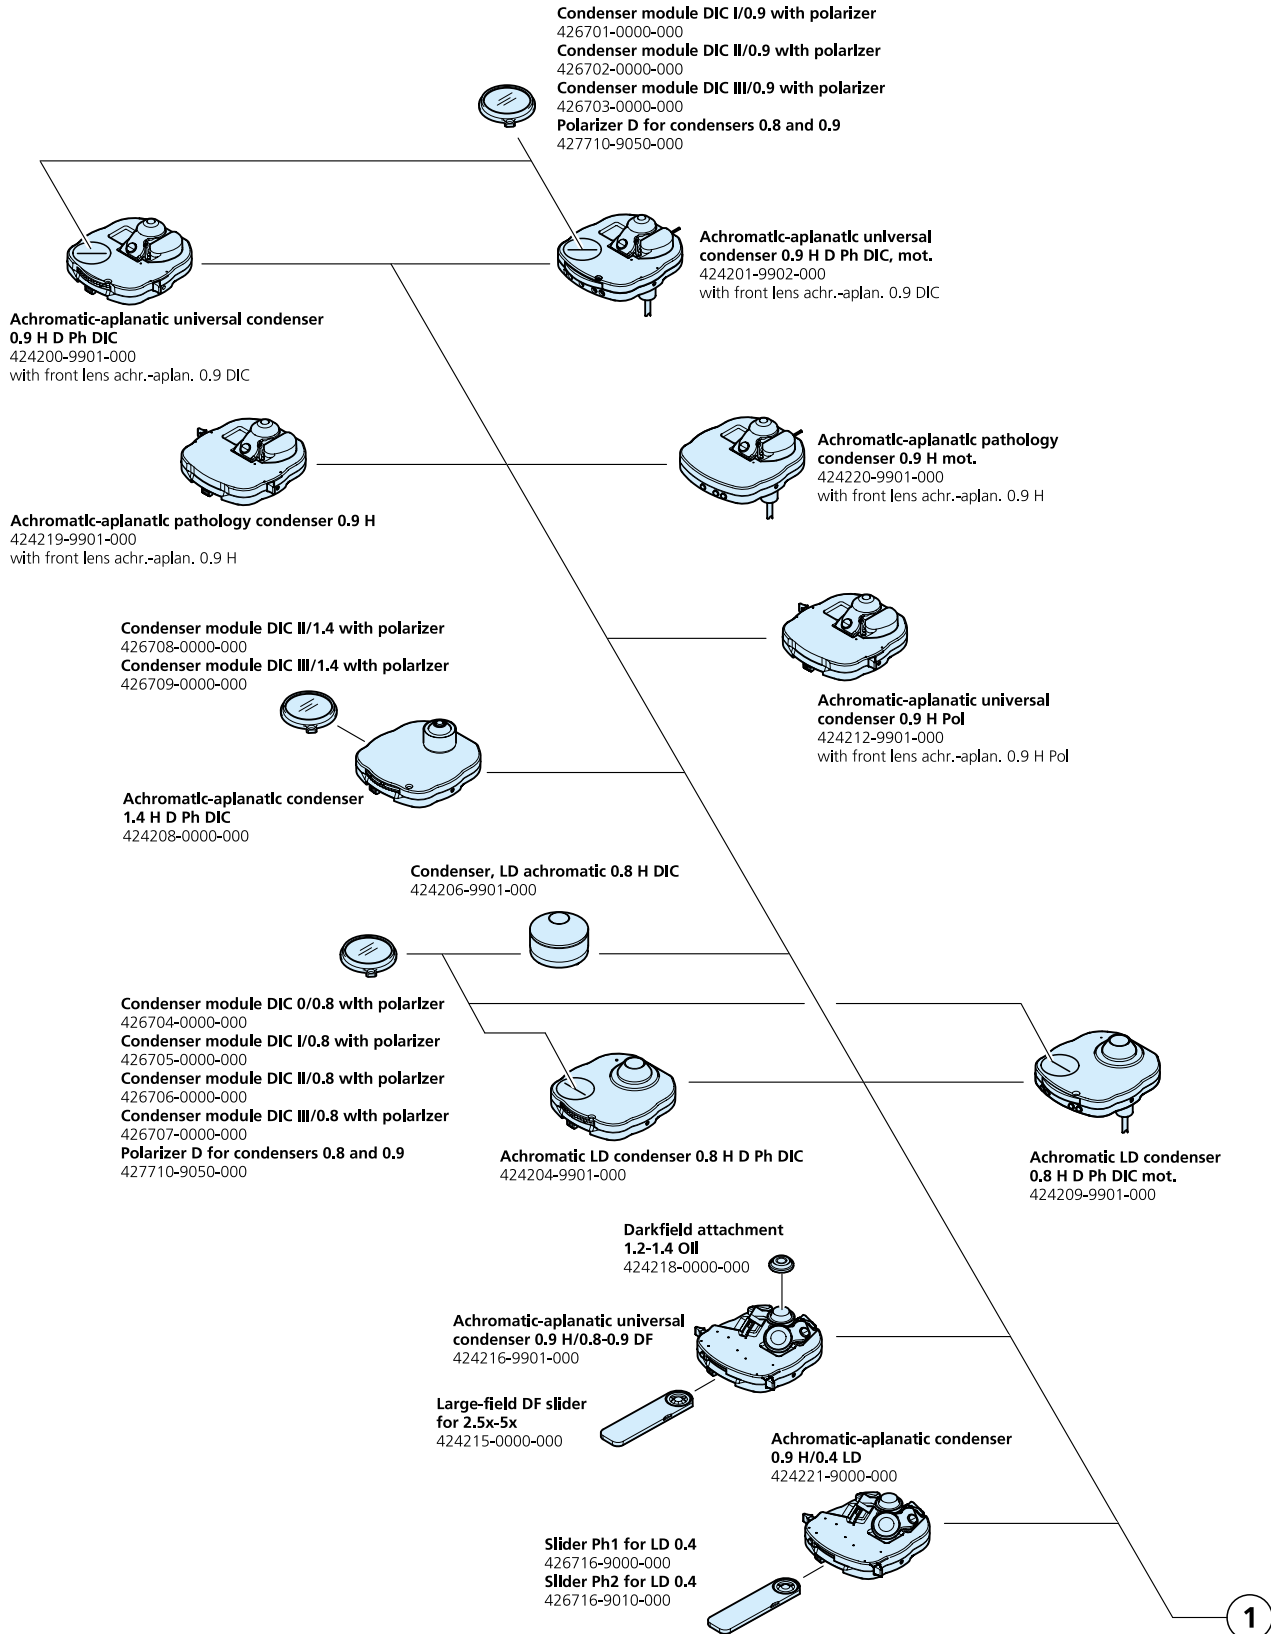 Condenser module DIC I/0.9 with polarizer
426701-0000-000
Condenser module DIC II/0.9 with polarizer
426702-0000-000
Condenser module DIC III/0.9 with polarizer
426703-0000-000
Polarizer D for condensers 0.8 and 0.9
427710-9050-000
Achromatic-aplanatic universal
condenser 0.9 H D Ph DIC, mot.
424201-9902-000
with front lens achr.-aplan. 0.9 DIC
Achromatic-aplanatic universal condenser
0.9 H D Ph DIC
424200-9901-000
with front lens achr.-aplan. 0.9 DIC
Achromatic-aplanatic pathology
condenser 0.9 H mot.
424220-9901-000
with front lens achr.-aplan. 0.9 H
Achromatic-aplanatic pathology condenser 0.9 H
424219-9901-000
with front lens achr.-aplan. 0.9 H
Condenser module DIC II/1.4 with polarizer
426708-0000-000
Condenser module DIC III/1.4 with polarizer
426709-0000-000
Achromatic-aplanatic universal
condenser 0.9 H Pol
424212-9901-000
with front lens achr.-aplan. 0.9 H Pol
Achromatic-aplanatic condenser
1.4 H D Ph DIC
424208-0000-000
Condenser, LD achromatic 0.8 H DIC
424206-9901-000
Condenser module DIC 0/0.8 with polarizer
426704-0000-000
Condenser module DIC I/0.8 with polarizer
426705-0000-000
Condenser module DIC II/0.8 with polarizer
426706-0000-000
Condenser module DIC III/0.8 with polarizer
426707-0000-000
Polarizer D for condensers 0.8 and 0.9
427710-9050-000
Achromatic LD condenser 0.8 H D Ph DIC
424204-9901-000
Achromatic LD condenser
0.8 H D Ph DIC mot.
424209-9901-000
Darkfield attachment
1.2-1.4 Oil
424218-0000-000
Achromatic-aplanatic universal
condenser 0.9 H/0.8-0.9 DF
424216-9901-000
Large-field DF slider
for 2.5x-5x
424215-0000-000
Achromatic-aplanatic condenser
0.9 H/0.4 LD
424221-9000-000
Slider Ph1 for LD 0.4
426716-9000-000
Slider Ph2 for LD 0.4
426716-9010-000
1